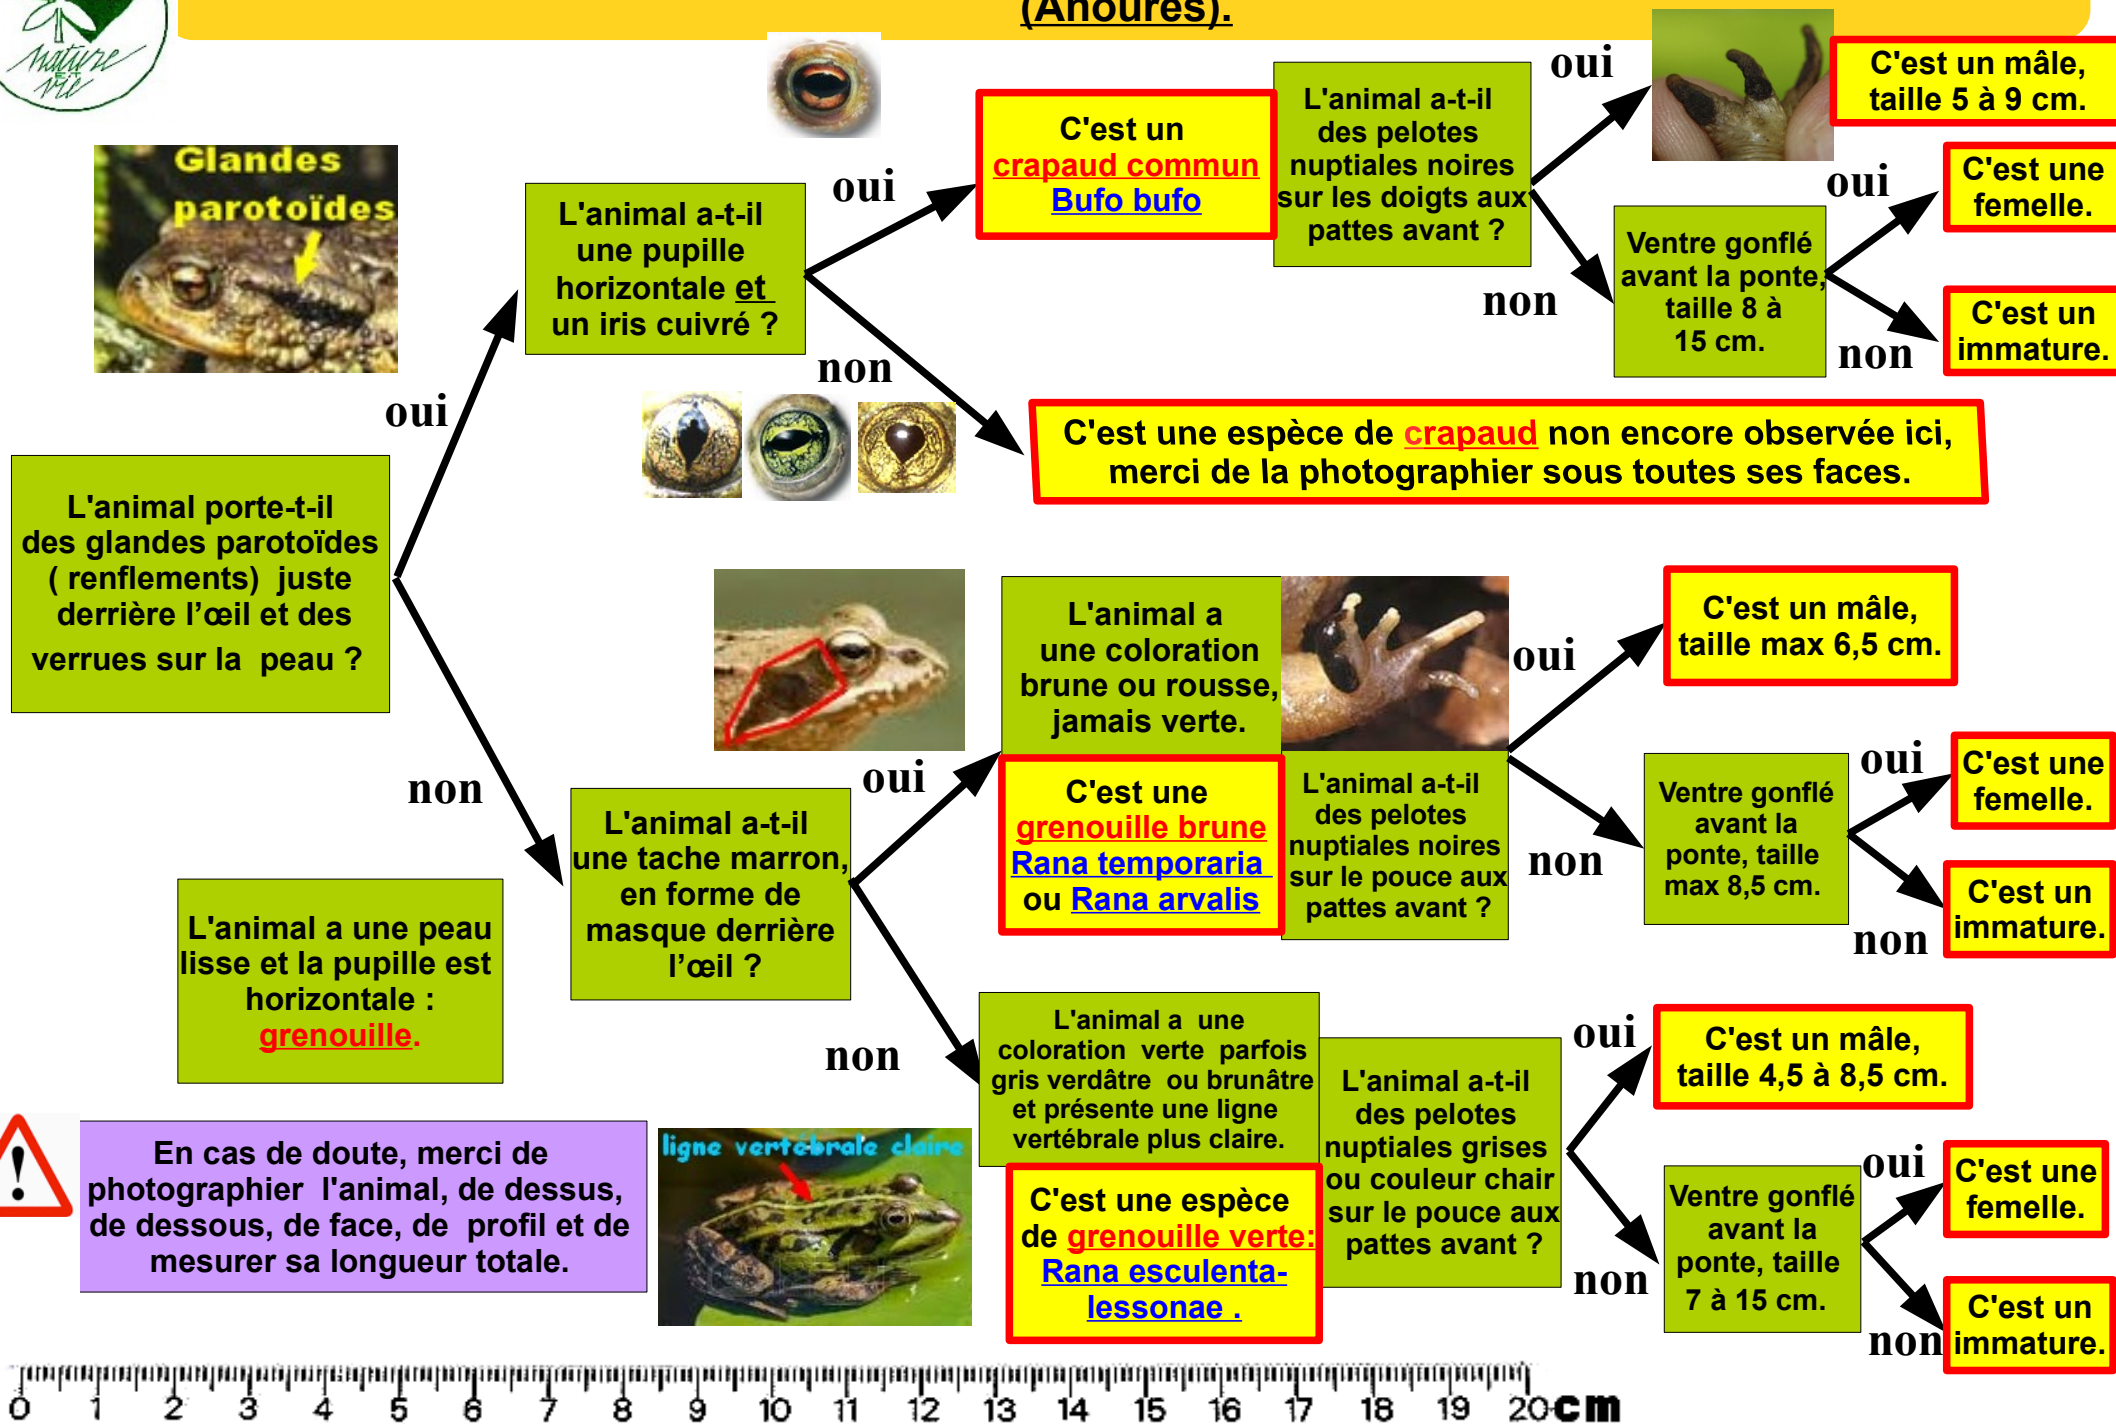 (Anoures).
nature
ET
vie
Glandes
parotoïdes
L'animal porte-t-il
des glandes parotoïdes
( renflements) juste
derrière l'œil et des
verrues sur la peau ?
oui
non
L'animal a-t-il
une pupille
horizontale et
un iris cuivré ?
oui
non
C'est un
crapaud commun
Bufo bufo
L'animal a-t-il
des pelotes
nuptiales noires
sur les doigts aux
pattes avant ?
oui
non
C'est un mâle,
taille 5 à 9 cm.
Ventre gonflé
avant la ponte,
taille 8 à
15 cm.
oui
non
C'est une
femelle.
C'est un
immature.
C'est une espèce de crapaud non encore observée ici,
merci de la photographier sous toutes ses faces.
L'animal a une peau
lisse et la pupille est
horizontale :
grenouille.
L'animal a-t-il
une tache marron,
en forme de
masque derrière
l'œil ?
oui
non
L'animal a
une coloration
brune ou rousse,
jamais verte.
C'est une
grenouille brune
Rana temporaria
ou Rana arvalis
L'animal a-t-il
des pelotes
nuptiales noires
sur le pouce aux
pattes avant ?
oui
non
C'est un mâle,
taille max 6,5 cm.
Ventre gonflé
avant la
ponte, taille
max 8,5 cm.
oui
non
C'est une
femelle.
C'est un
immature.
L'animal a une
coloration verte parfois
gris verdâtre ou brunâtre
et présente une ligne
vertébrale plus claire.
C'est une espèce
de grenouille verte:
Rana esculenta-
lessonae .
L'animal a-t-il
des pelotes
nuptiales grises
ou couleur chair
sur le pouce aux
pattes avant ?
oui
non
C'est un mâle,
taille 4,5 à 8,5 cm.
Ventre gonflé
avant la
ponte, taille
7 à 15 cm.
oui
non
C'est une
femelle.
C'est un
immature.
!
En cas de doute, merci de
photographier l'animal, de dessus,
de dessous, de face, de profil et de
mesurer sa longueur totale.
ligne vertébrale claire
0 1 2 3 4 5 6 7 8 9 10 11 12 13 14 15 16 17 18 19 20 cm